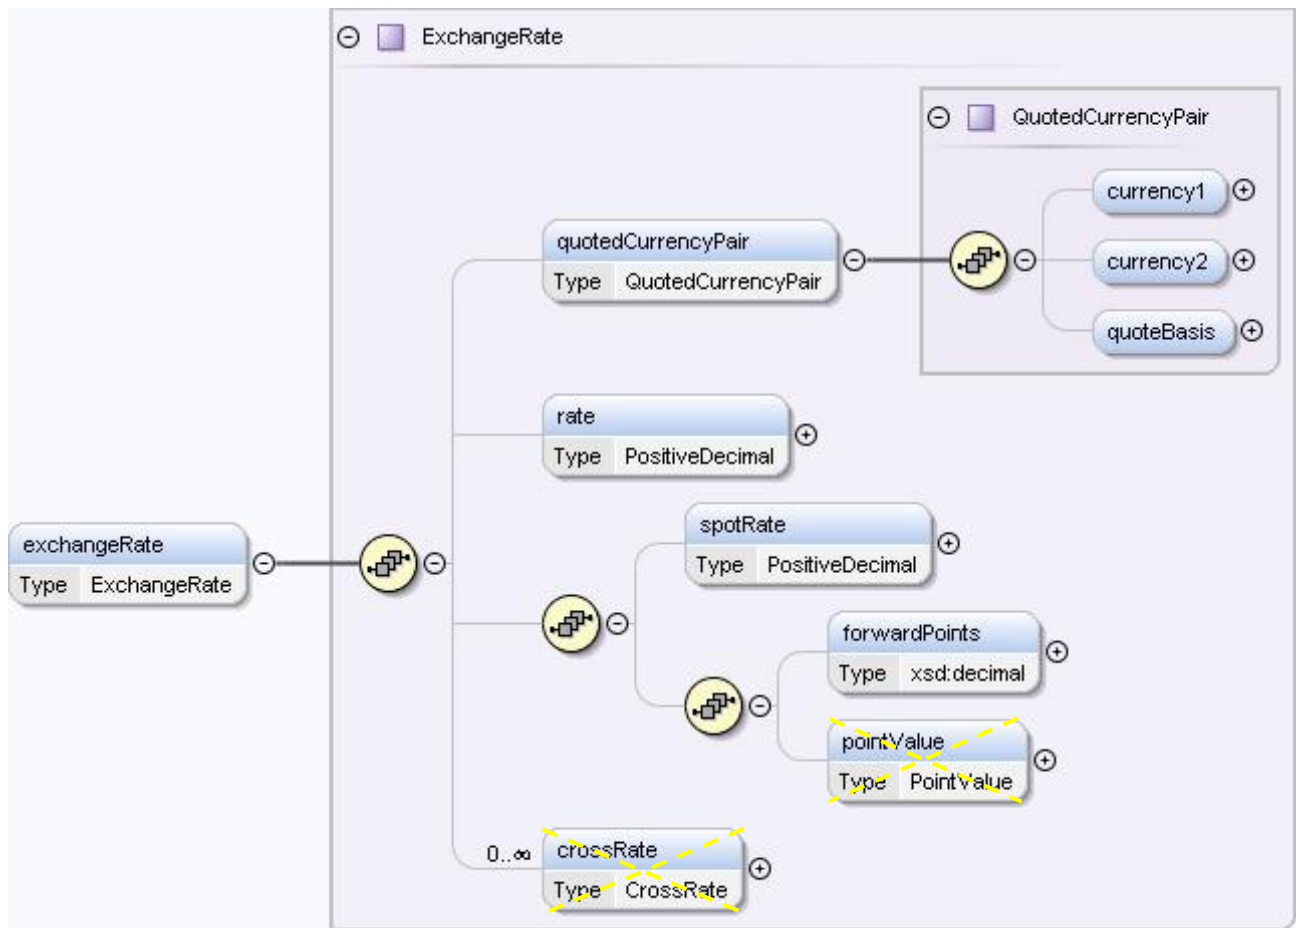 ExchangeRate
QuotedCurrencyPair
currency1
quotedCurrencyPair
currency2
Type QuotedCurrencyPair
quoteBasis
rate
Type PositiveDecimal
spotRate
exchangeRate
Type PositiveDecimal
Type ExchangeRate
forwardPoints
Type xsd:decimal
pointValue
Type PointValue
0..∞ crossRate
Type CrossRate